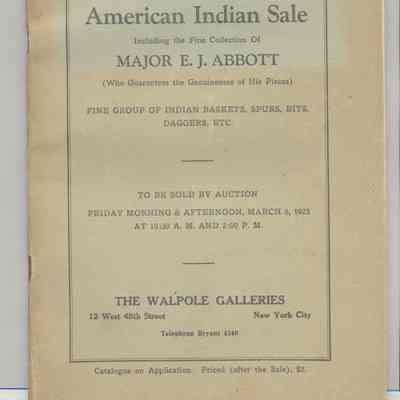 American Indian Sale
Including the Fine Collection Of
MAJOR E. J. ABBOTT
(Who Guarantees the Genuineness of His Pieces)
FINE GROUP OF INDIAN BASKETS, SPURS, BITS,
DAGGERS, ETC.
TO BE SOLD BY AUCTION
FRIDAY MORNING & AFTERNOON, MARCH 6, 1925
AT 10:30 A. M. AND 2:00 P. M.
THE WALPOLE GALLERIES
12 West 48th Street New York City
Telephone Bryant
Catalogue on Application. Priced (after the Sale), $2.